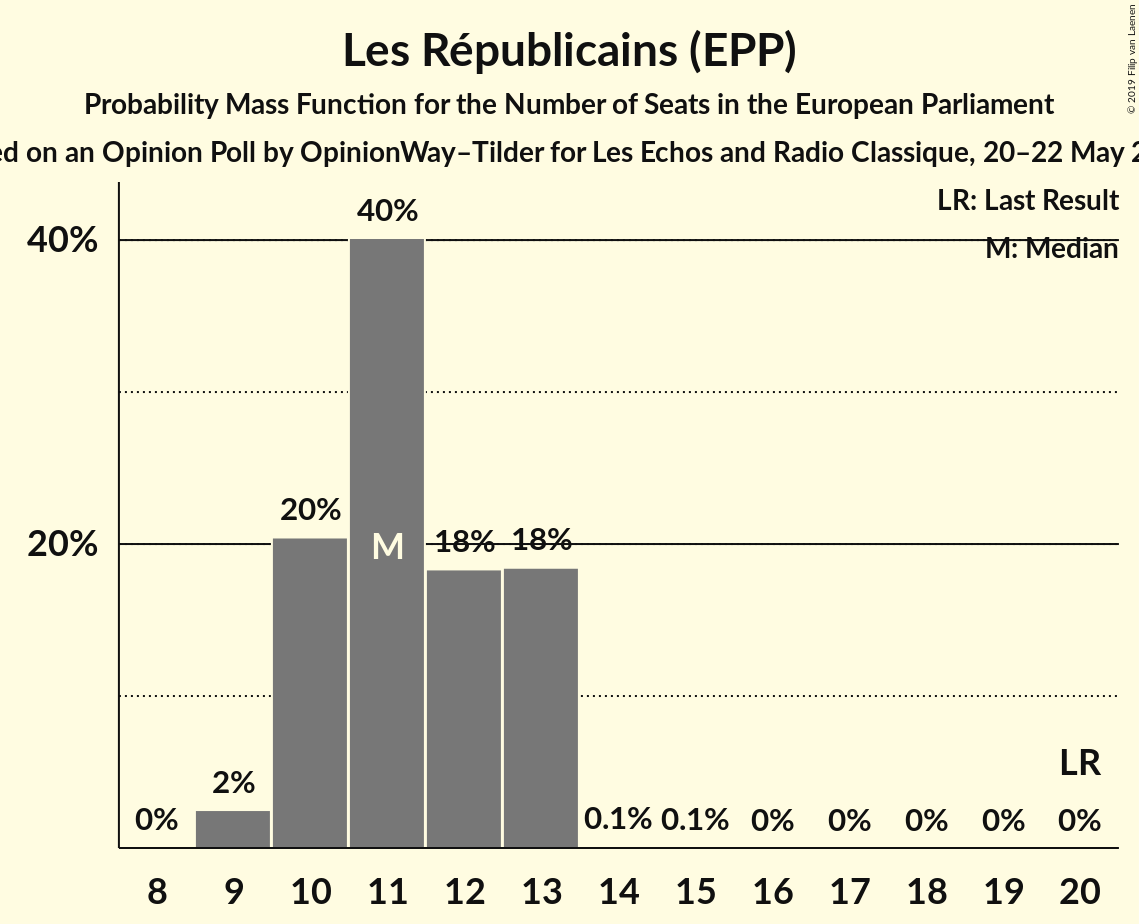 Les Républicains (EPP)
Probability Mass Function for the Number of Seats in the European Parliament
on an Opinion Poll by OpinionWay–Tilder for Les Echos and Radio Classique, 20–22 May
© 2019 Filip van Laenen
LR: Last Result
M: Median
40%
20%
0%
2%
20%
40%
M
18%
18%
0.1%
0.1%
0%
0%
0%
0%
LR
0%
8 9 10 11 12 13 14 15 16 17 18 19 20